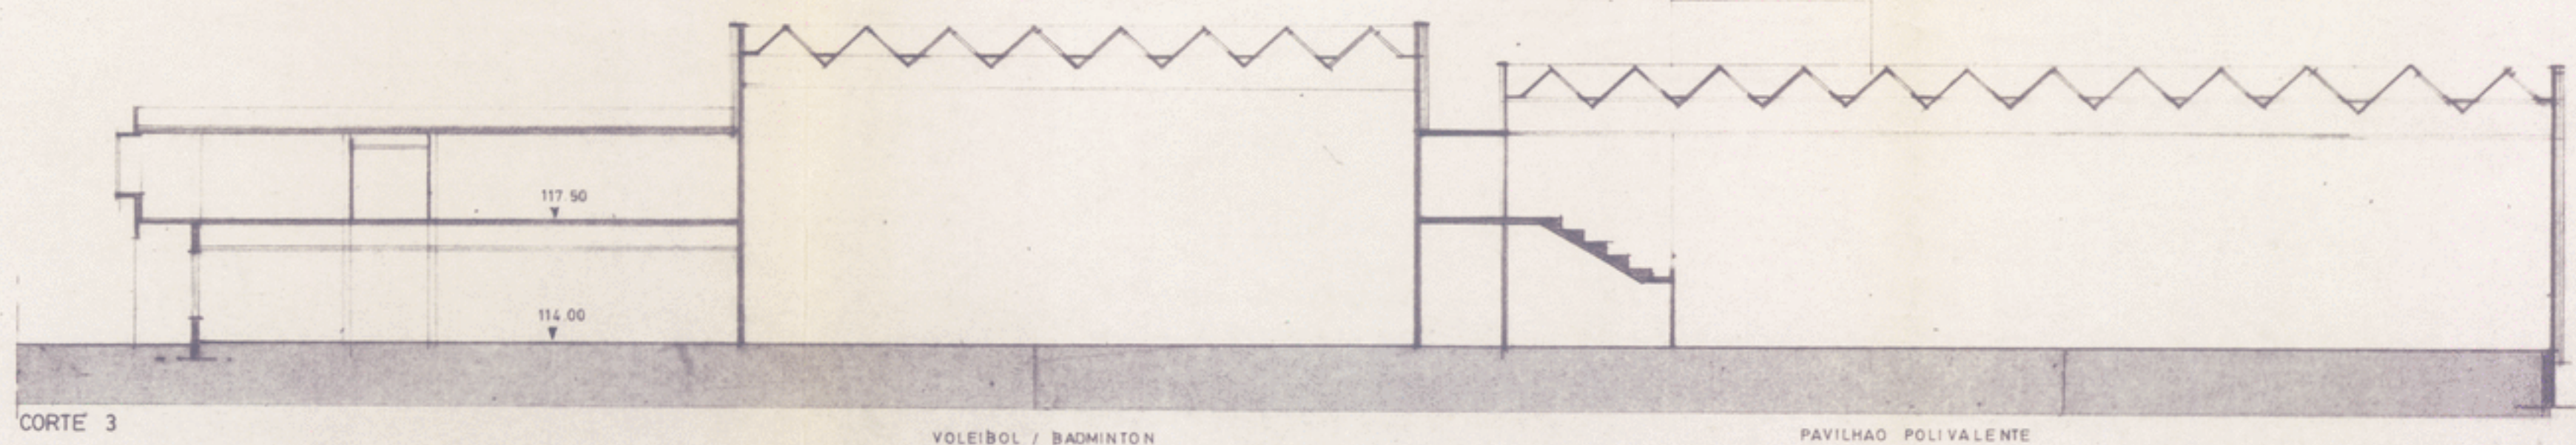 117.50
114.00
CORTE 3
VOLEIBOL / BADMINTON
PAVILHAO POLIVALENTE